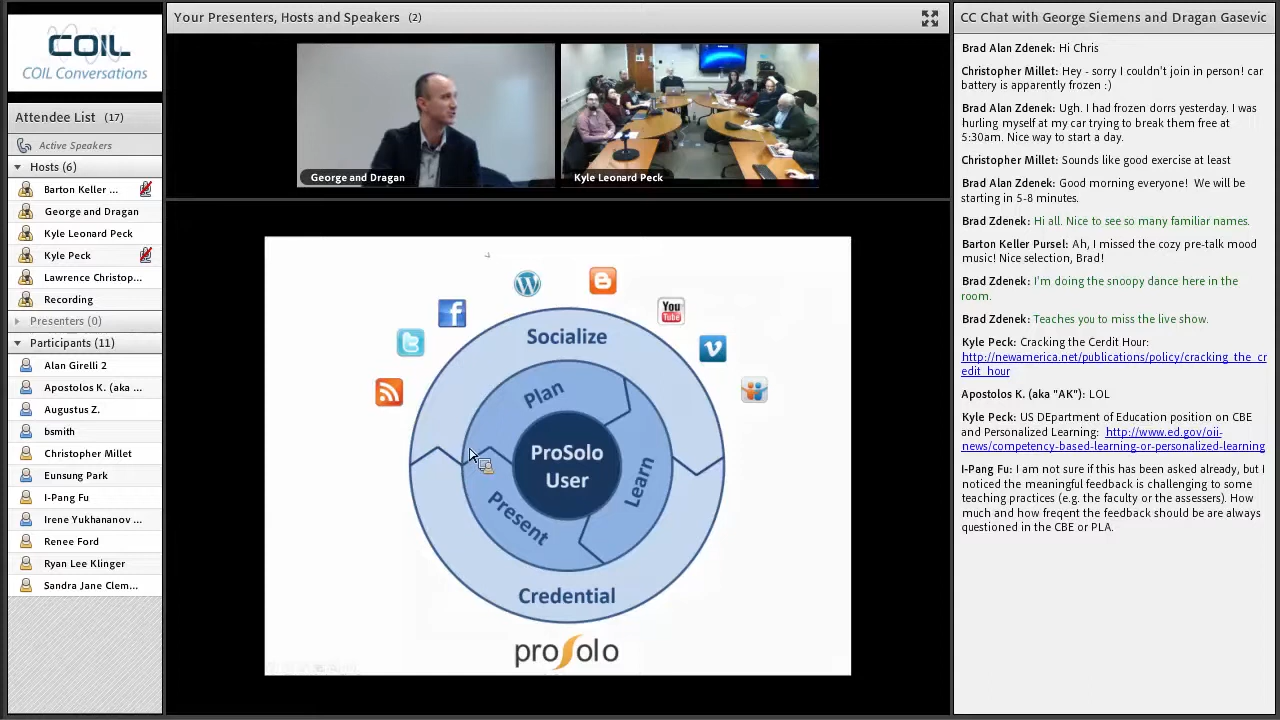 COIL
COIL Conversations
Attendee List (17)
Active Speakers
Hosts (6)
Barton Keller ...
George and Dragan
Kyle Leonard Peck
Kyle Peck
Lawrence Christop...
Recording
Presenters (0)
Participants (11)
Alan Girelli 2
Apostolos K. (aka ...
Augustus Z.
bsmith
Christopher Millet
Eunsung Park
I-Pang Fu
Irene Yukhananov ...
Renee Ford
Ryan Lee Klinger
Sandra Jane Clem...
Your Presenters, Hosts and Speakers (2)
George and Dragan
Kyle Leonard Peck
You
Tube
Socialize
Plan
Learn
Present
ProSolo
User
Credential
proSolo
CC Chat with George Siemens and Dragan Gasevic
Brad Alan Zdenek: Hi Chris
Christopher Millet: Hey - sorry I couldn't join in person! car
battery is apparently frozen :)
Brad Alan Zdenek: Ugh. I had frozen dorrs yesterday. I was
hurling myself at my car trying to break them free at
5:30am. Nice way to start a day.
Christopher Millet: Sounds like good exercise at least
Brad Alan Zdenek: Good morning everyone! We will be
starting in 5-8 minutes.
Brad Zdenek: Hi all. Nice to see so many familiar names.
Barton Keller Pursel: Ah, I missed the cozy pre-talk mood
music! Nice selection, Brad!
Brad Zdenek: I'm doing the snoopy dance here in the
room.
Brad Zdenek: Teaches you to miss the live show.
Kyle Peck: Cracking the Cerdit Hour:
http://newamerica.net/publications/policy/cracking_the_cr
edit_hour
Apostolos K. (aka "AK"): LOL
Kyle Peck: US DEpartment of Education position on CBE
and Personalized Learning: http://www.ed.gov/oii-
news/competency-based-learning-or-personalized-learning
I-Pang Fu: I am not sure if this has been asked already, but I
noticed the meaningful feedback is challenging to some
teaching practices (e.g. the faculty or the assessers). How
much and how freqent the feedback should be are always
questioned in the CBE or PLA.